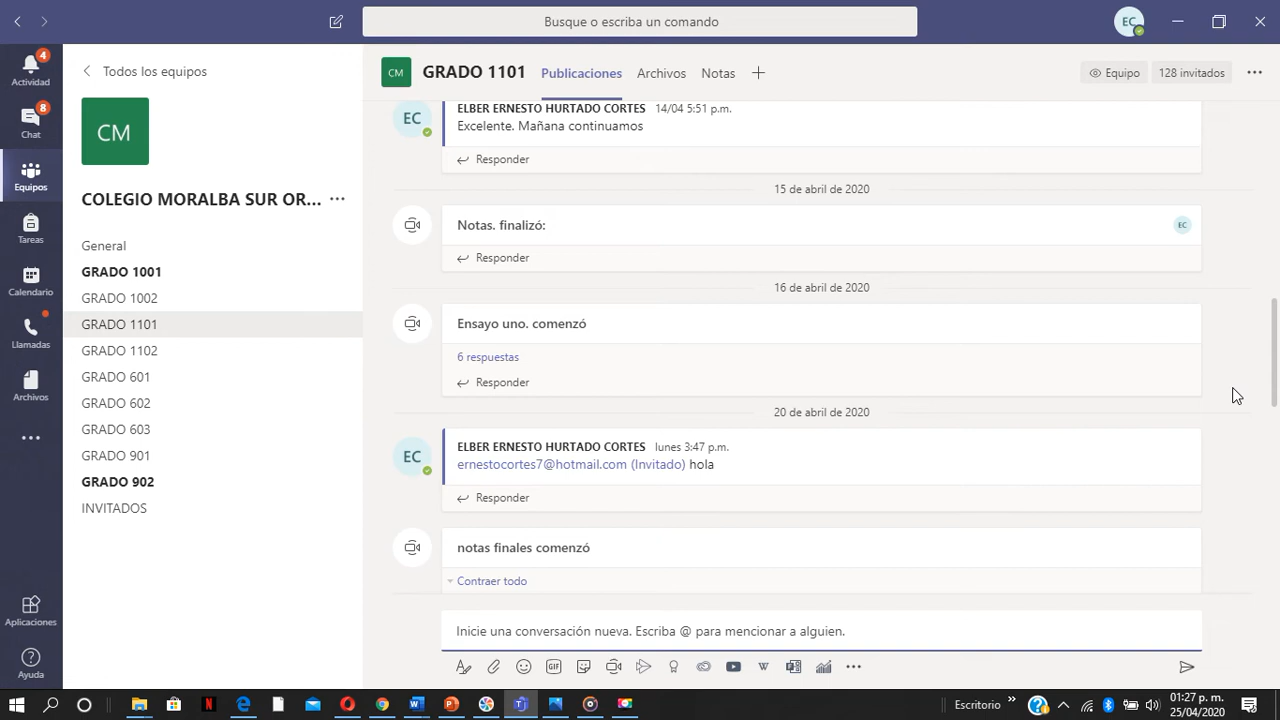 Busque o escriba un comando
EC
4
Actividad
8
Chat
Equipos
Tareas
Calendario
Llamadas
Archivos
Aplicaciones
Ayuda
Todos los equipos
CM
COLEGIO MORALBA SUR OR...
General
GRADO 1001
GRADO 1002
GRADO 1101
GRADO 1102
GRADO 601
GRADO 602
GRADO 603
GRADO 901
GRADO 902
INVITADOS
CM GRADO 1101 Publicaciones Archivos Notas Equipo 128 invitados
EC ELBER ERNESTO HURTADO CORTES 14/04 5:51 p.m.
Excelente. Mañana continuamos
Responder
15 de abril de 2020
Notas. finalizó: EC
Responder
16 de abril de 2020
Ensayo uno. comenzó
6 respuestas
Responder
20 de abril de 2020
EC ELBER ERNESTO HURTADO CORTES lunes 3:47 p.m.
ernestocortes7@hotmail.com (Invitado) hola
Responder
notas finales comenzó
Contraer todo
Inicie una conversación nueva. Escriba @ para mencionar a alguien.
GIF
Escritorio
01:27 p. m.
25/04/2020